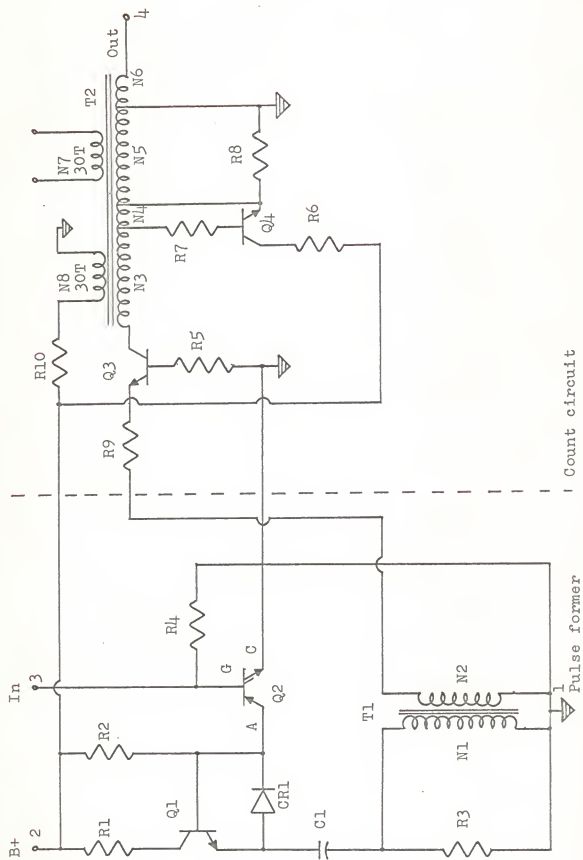 B+
2
In
3
R10
N8
30T
N7
30T
T2
Out
4
R1
R2
R4
R9
Q3
N3
N4
N5
N6
Q1
G
A
C
Q2
R5
R7
Q4
R8
R6
CR1
C1
T1
N1
N2
R3
1
Pulse former
Count circuit